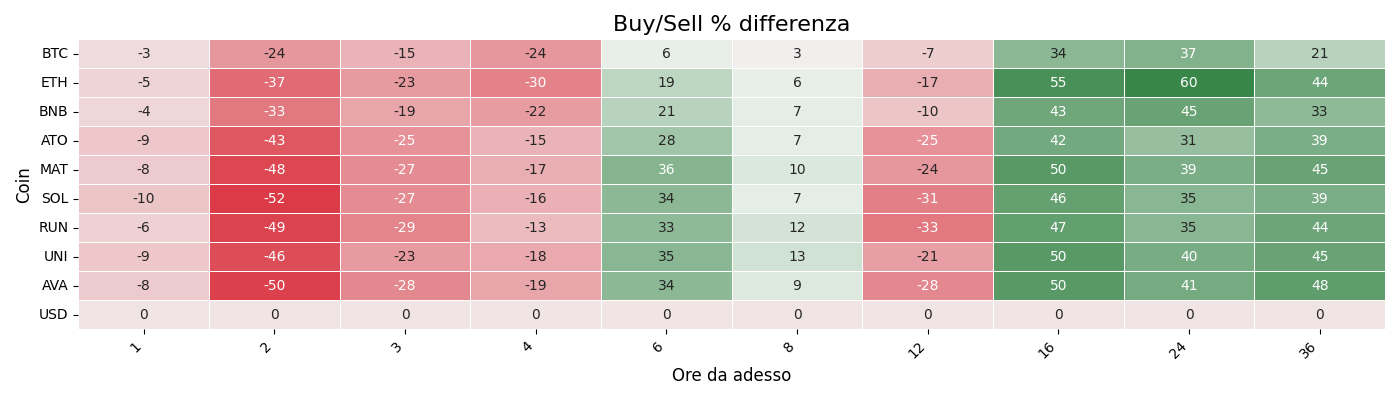 Buy/Sell % differenza
Coin
BTC -3 -24 -15 -24 6 3 -7 34 37 21
ETH -5 -37 -23 -30 19 6 -17 55 60 44
BNB -4 -33 -19 -22 21 7 -10 43 45 33
ATO -9 -43 -25 -15 28 7 -25 42 31 39
MAT -8 -48 -27 -17 36 10 -24 50 39 45
SOL -10 -52 -27 -16 34 7 -31 46 35 39
RUN -6 -49 -29 -13 33 12 -33 47 35 44
UNI -9 -46 -23 -18 35 13 -21 50 40 45
AVA -8 -50 -28 -19 34 9 -28 50 41 48
USD 0 0 0 0 0 0 0 0 0 0
1 2 3 4 6 8 12 16 24 36
Ore da adesso